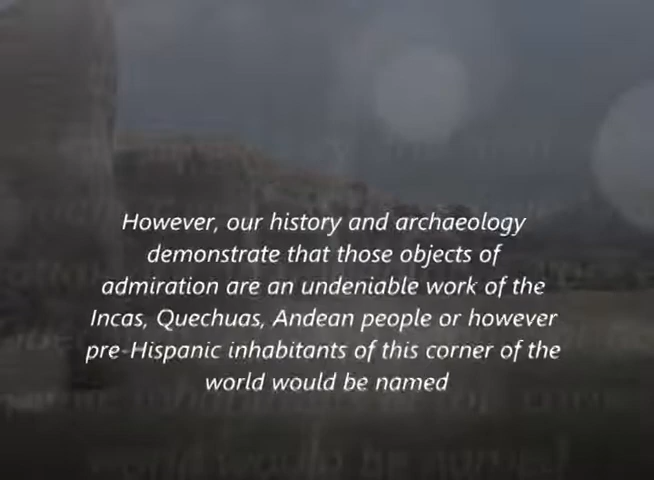 However, our history and archaeology
demonstrate that those objects of
admiration are an undeniable work of the
Incas, Quechuas, Andean people or however
pre-Hispanic inhabitants of this corner of the
world would be named